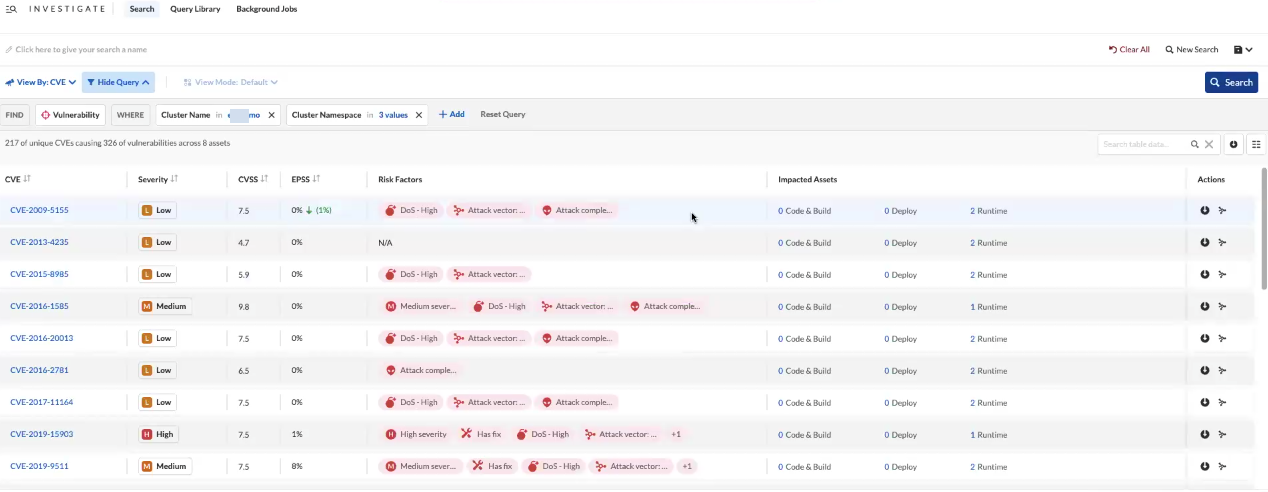 INVESTIGATE Search Query Library Background Jobs
Click here to give your search a name Clear All New Search
View By: CVE Hide Query View Mode: Default Search
FIND Vulnerability WHERE Cluster Name in mo Cluster Namespace in 3 values + Add Reset Query
217 of unique CVEs causing 326 of vulnerabilities across 8 assets Search table data..
CVE Severity CVSS EPSS Risk Factors Impacted Assets Actions
CVE-2009-5155 L Low 7.5 0% (1%) DoS - High Attack vector: ... Attack comple... 0 Code & Build 0 Deploy 2 Runtime
CVE-2013-4235 L Low 4.7 0% N/A 0 Code & Build 0 Deploy 2 Runtime
CVE-2015-8985 L Low 5.9 0% DoS - High Attack vector: ... 0 Code & Build 0 Deploy 2 Runtime
CVE-2016-1585 M Medium 9.8 0% M Medium sever... DoS - High Attack vector: ... Attack comple... 0 Code & Build 0 Deploy 1 Runtime
CVE-2016-20013 L Low 7.5 0% DoS - High Attack vector: ... Attack comple... 0 Code & Build 0 Deploy 2 Runtime
CVE-2016-2781 L Low 6.5 0% Attack comple... 0 Code & Build 0 Deploy 2 Runtime
CVE-2017-11164 L Low 7.5 0% DoS - High Attack vector: ... Attack comple... 0 Code & Build 0 Deploy 2 Runtime
CVE-2019-15903 H High 7.5 1% H High severity Has fix DoS - High Attack vector: ... +1 0 Code & Build 0 Deploy 1 Runtime
CVE-2019-9511 M Medium 7.5 8% M Medium sever... Has fix DoS - High Attack vector: ... +1 0 Code & Build 0 Deploy 2 Runtime